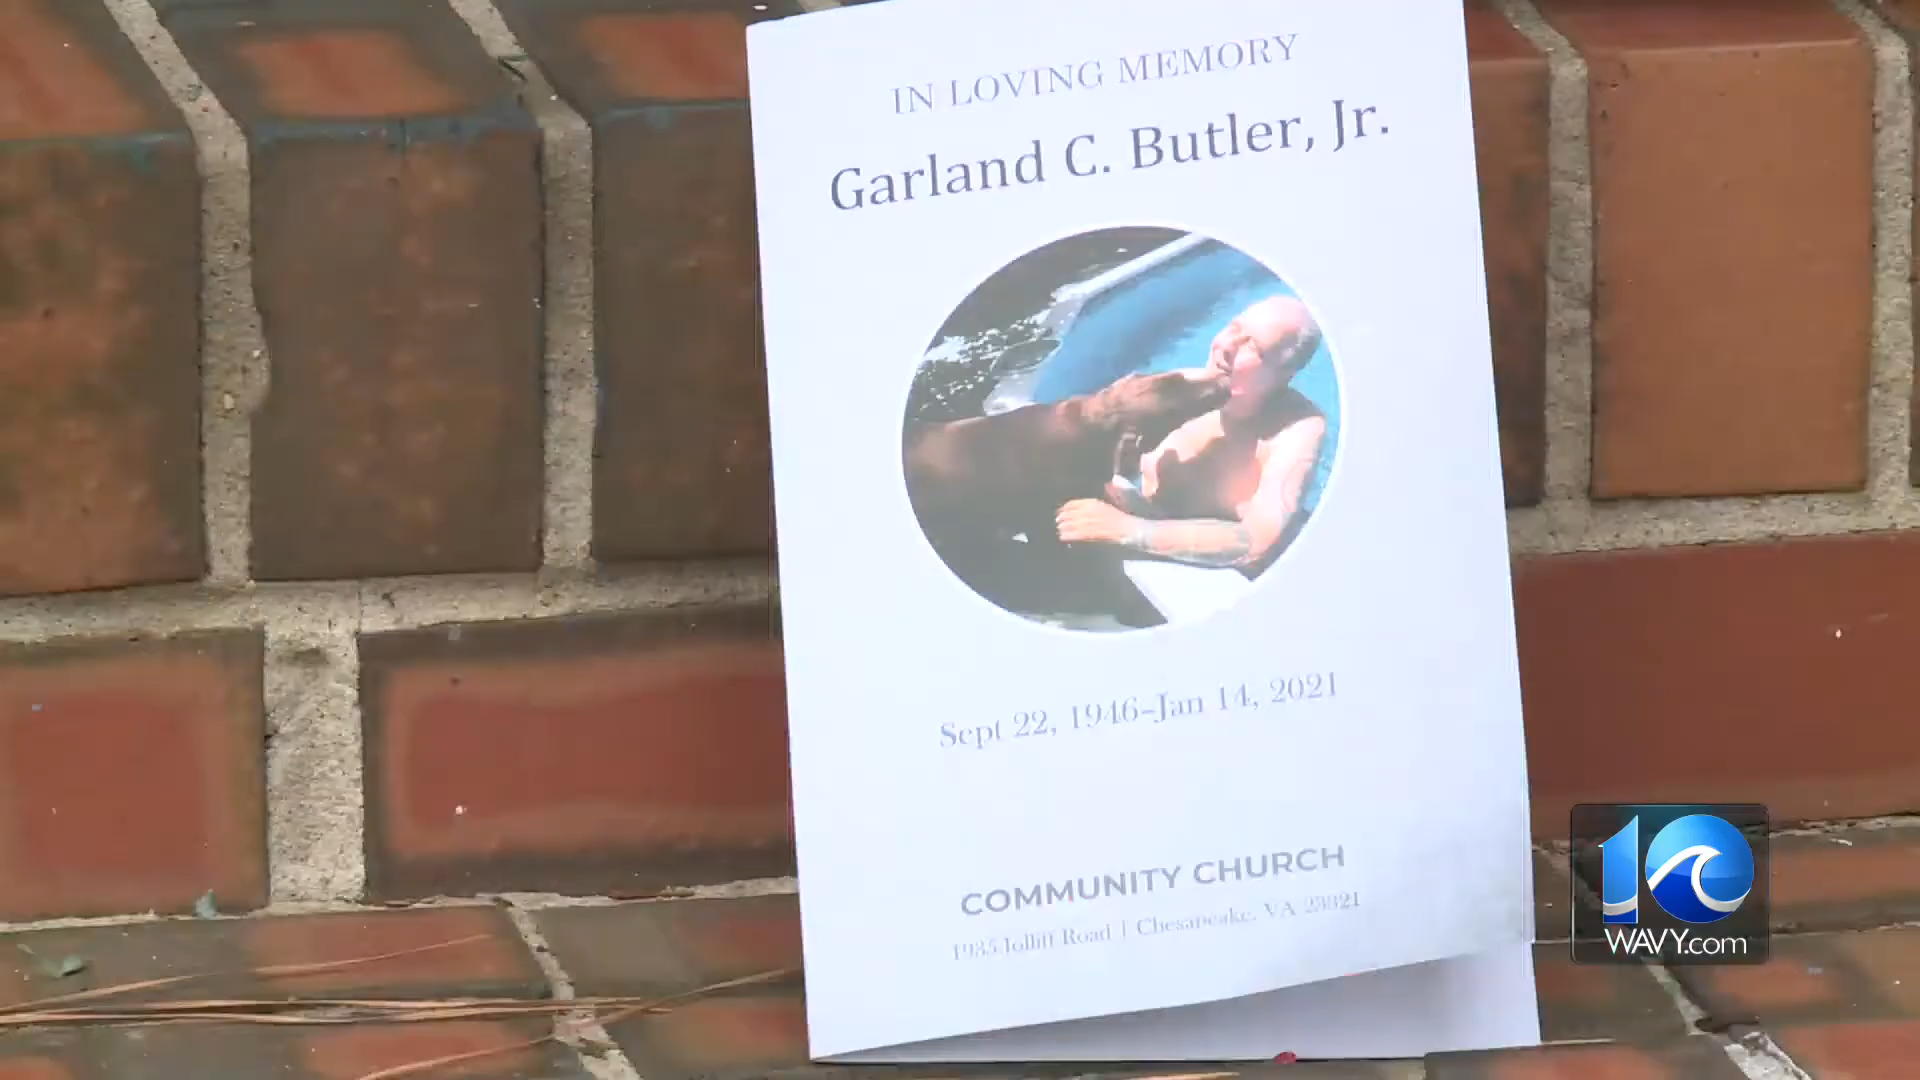 IN LOVING MEMORY
Garland C. Butler, Jr.
Sept 22, 1946–Jan 14, 2021
COMMUNITY CHURCH
1935 Jolliff Road | Chesapeake, VA 23321
10
WAVY.com